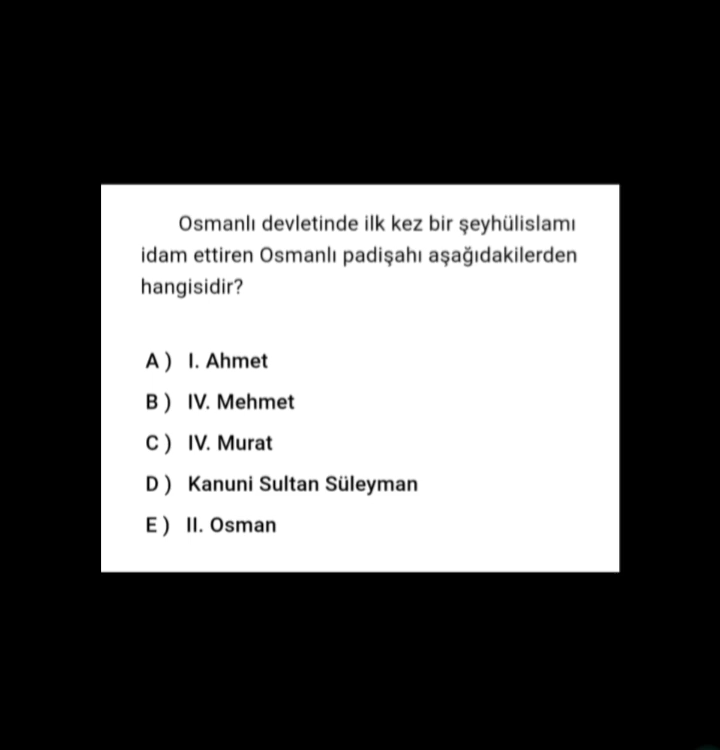 Osmanlı devletinde ilk kez bir şeyhülislamı
idam ettiren Osmanlı padişahı aşağıdakilerden
hangisidir?
A) I. Ahmet
B) IV. Mehmet
C) IV. Murat
D) Kanuni Sultan Süleyman
E) II. Osman